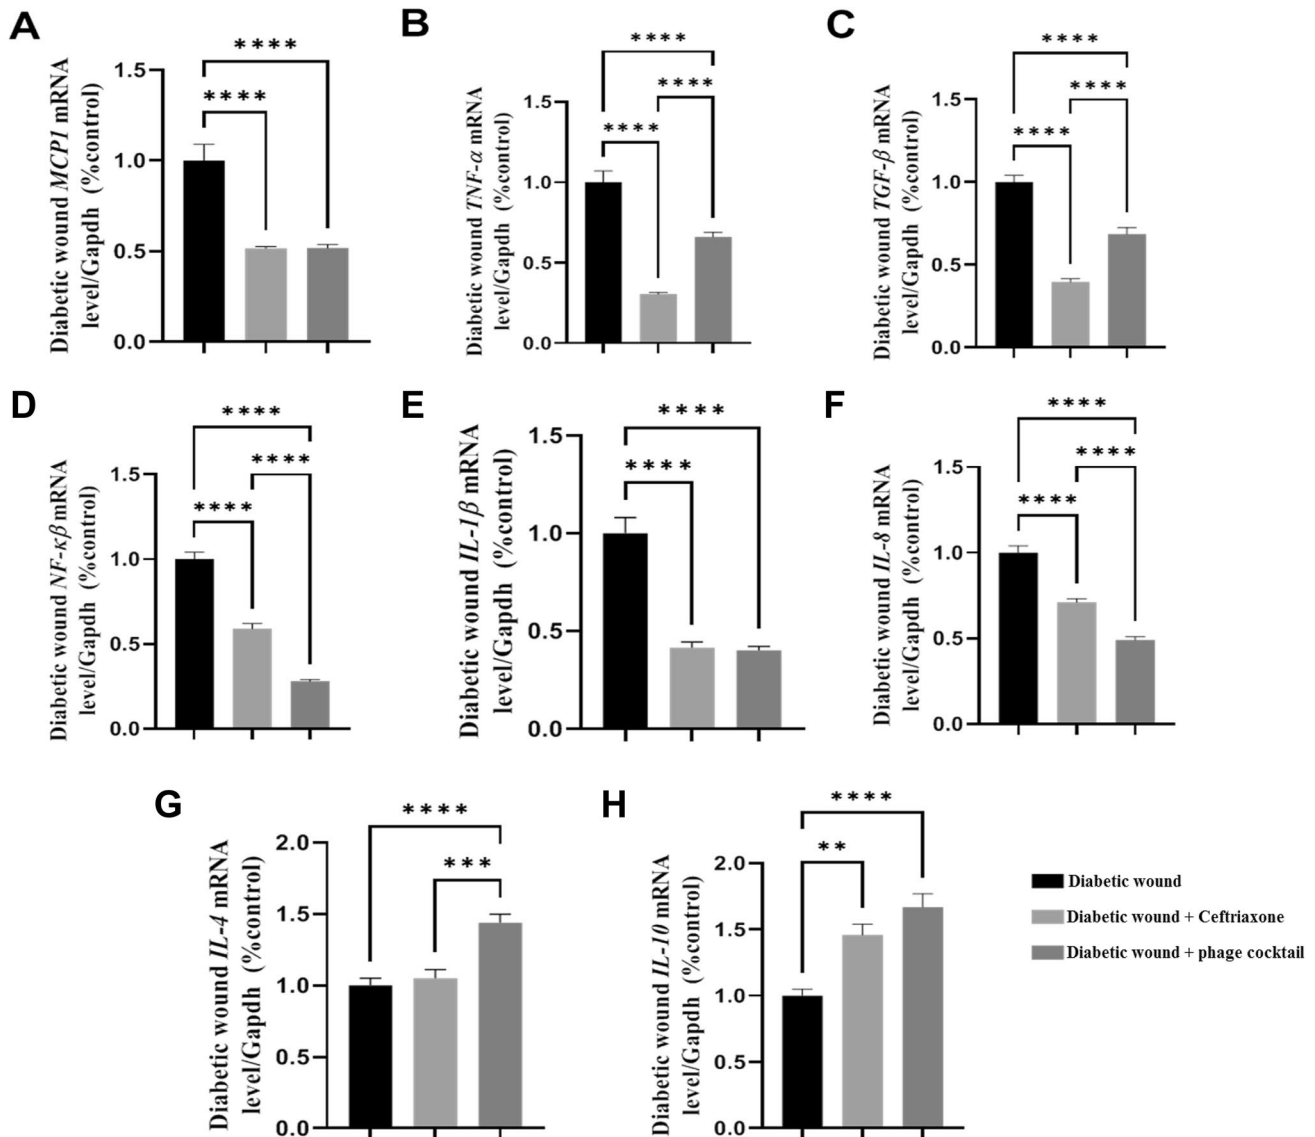 A
****
****
Diabetic wound MCP1 mRNA
level/Gapdh (%control)
1.5
1.0
0.5
0.0
B
****
****
****
Diabetic wound TNF-α mRNA
level/Gapdh (%control)
1.5
1.0
0.5
0.0
C
****
****
****
Diabetic wound TGF-β mRNA
level/Gapdh (%control)
1.5
1.0
0.5
0.0
D
****
****
****
Diabetic wound NF-κβ mRNA
level/Gapdh (%control)
1.5
1.0
0.5
0.0
E
****
****
Diabetic wound IL-1β mRNA
level/Gapdh (%control)
1.5
1.0
0.5
0.0
F
****
****
****
Diabetic wound IL-8 mRNA
level/Gapdh (%control)
1.5
1.0
0.5
0.0
G
****
***
Diabetic wound IL-4 mRNA
level/Gapdh (%control)
2.0
1.5
1.0
0.5
0.0
H
****
**
Diabetic wound IL-10 mRNA
level/Gapdh (%control)
2.0
1.5
1.0
0.5
0.0
Diabetic wound
Diabetic wound + Ceftriaxone
Diabetic wound + phage cocktail